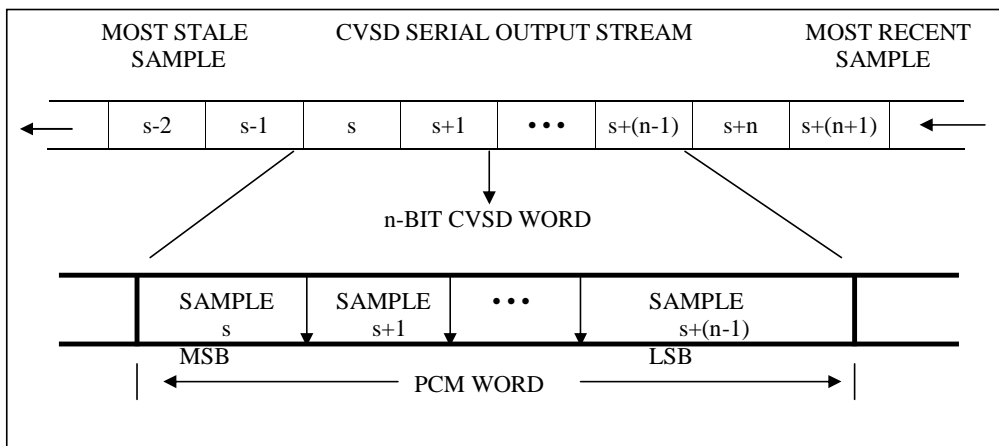 MOST STALE SAMPLE
CVSD SERIAL OUTPUT STREAM
MOST RECENT SAMPLE
s-2 s-1 s s+1 ••• s+(n-1) s+n s+(n+1)
n-BIT CVSD WORD
SAMPLE s SAMPLE s+1 ••• SAMPLE s+(n-1)
MSB LSB
PCM WORD